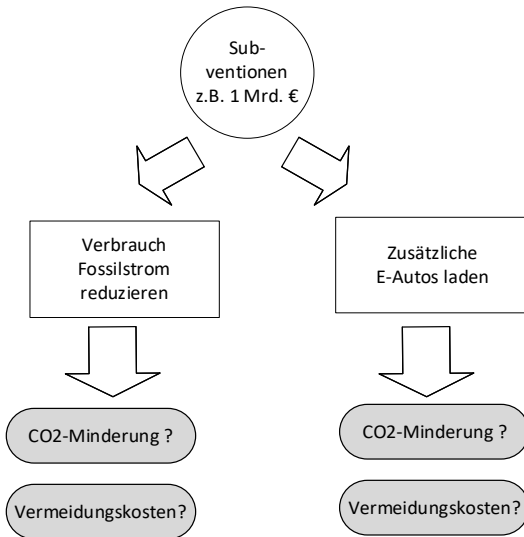 Sub-
ventionen
z.B. 1 Mrd. €
Verbrauch
Fossilstrom
reduzieren
Zusätzliche
E-Autos laden
CO2-Minderung ?
CO2-Minderung ?
Vermeidungskosten?
Vermeidungskosten?